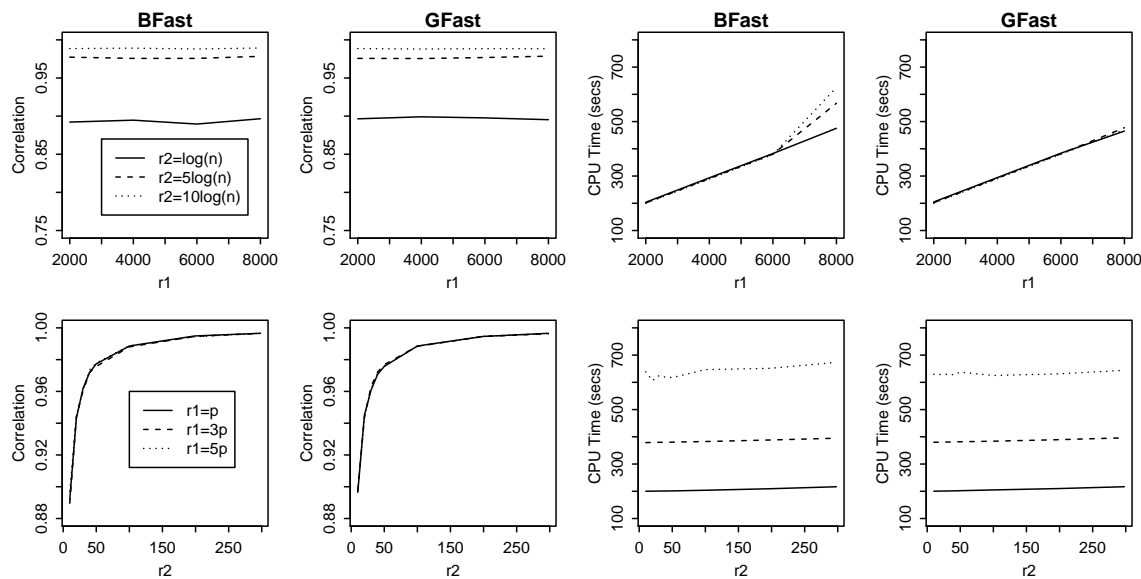 BFast
GFast
BFast
GFast
Correlation
0.75
0.85
0.95
r2=log(n)
r2=5log(n)
r2=10log(n)
2000 4000 6000 8000
r1
Correlation
0.75
0.85
0.95
2000 4000 6000 8000
r1
CPU Time (secs)
100
300
500
700
2000 4000 6000 8000
r1
CPU Time (secs)
100
300
500
700
2000 4000 6000 8000
r1
Correlation
0.88
0.92
0.96
1.00
r1=p
r1=3p
r1=5p
0 50 150 250
r2
Correlation
0.88
0.92
0.96
1.00
0 50 150 250
r2
CPU Time (secs)
100
300
500
700
0 50 150 250
r2
CPU Time (secs)
100
300
500
700
0 50 150 250
r2